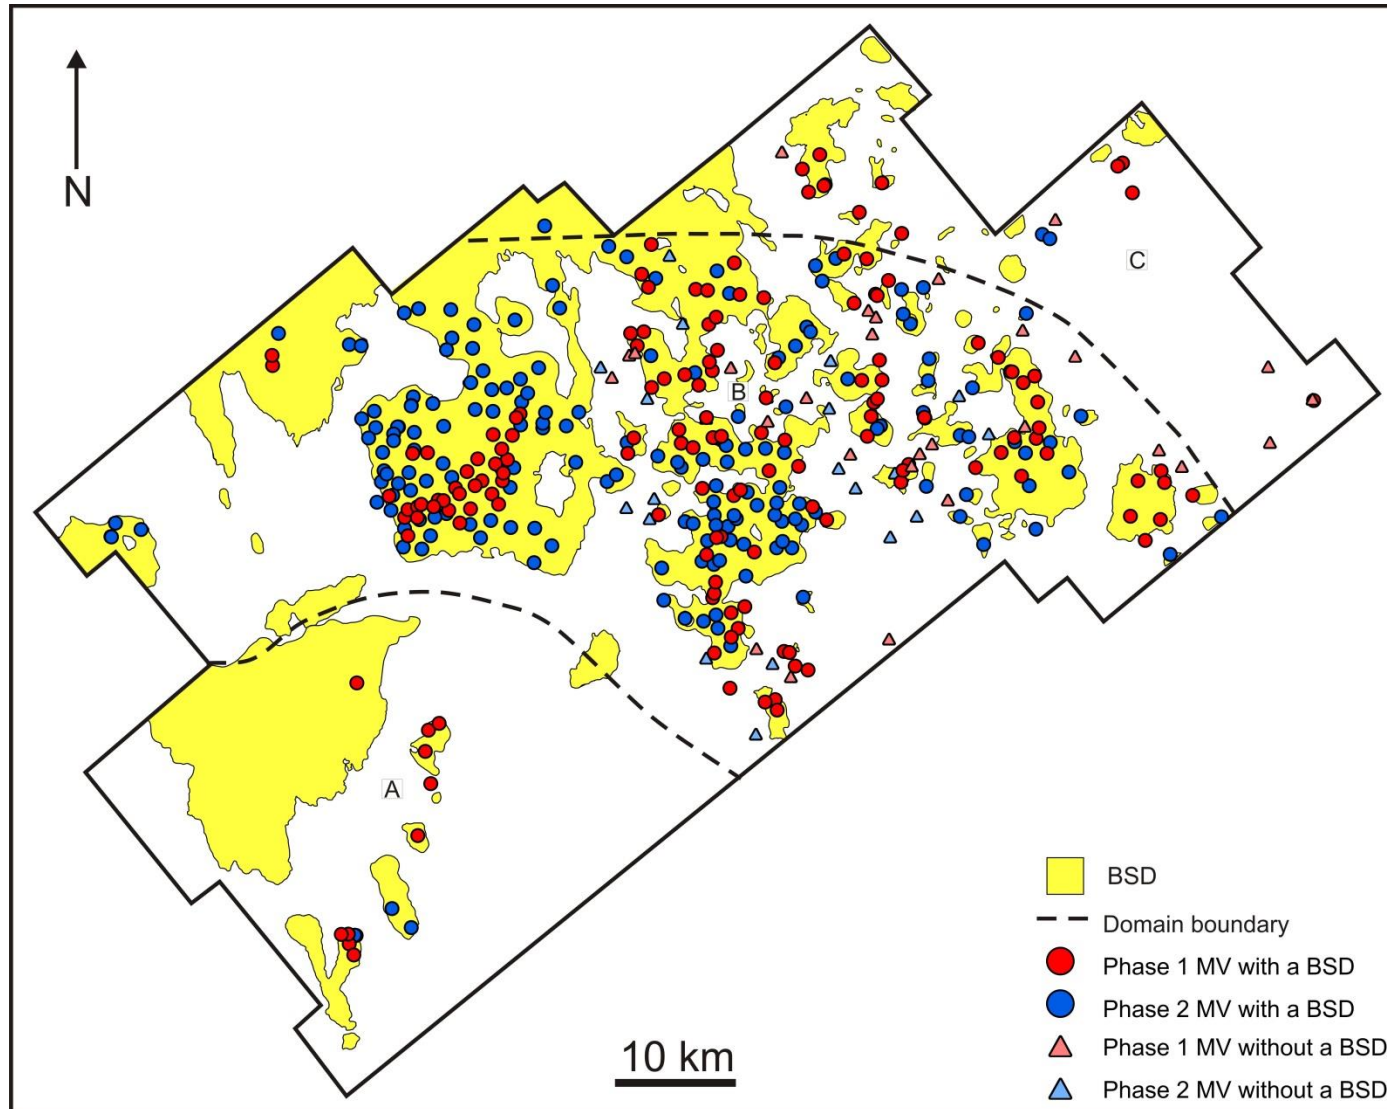 N
C
B
A
BSD
Domain boundary
Phase 1 MV with a BSD
Phase 2 MV with a BSD
Phase 1 MV without a BSD
Phase 2 MV without a BSD
10 km